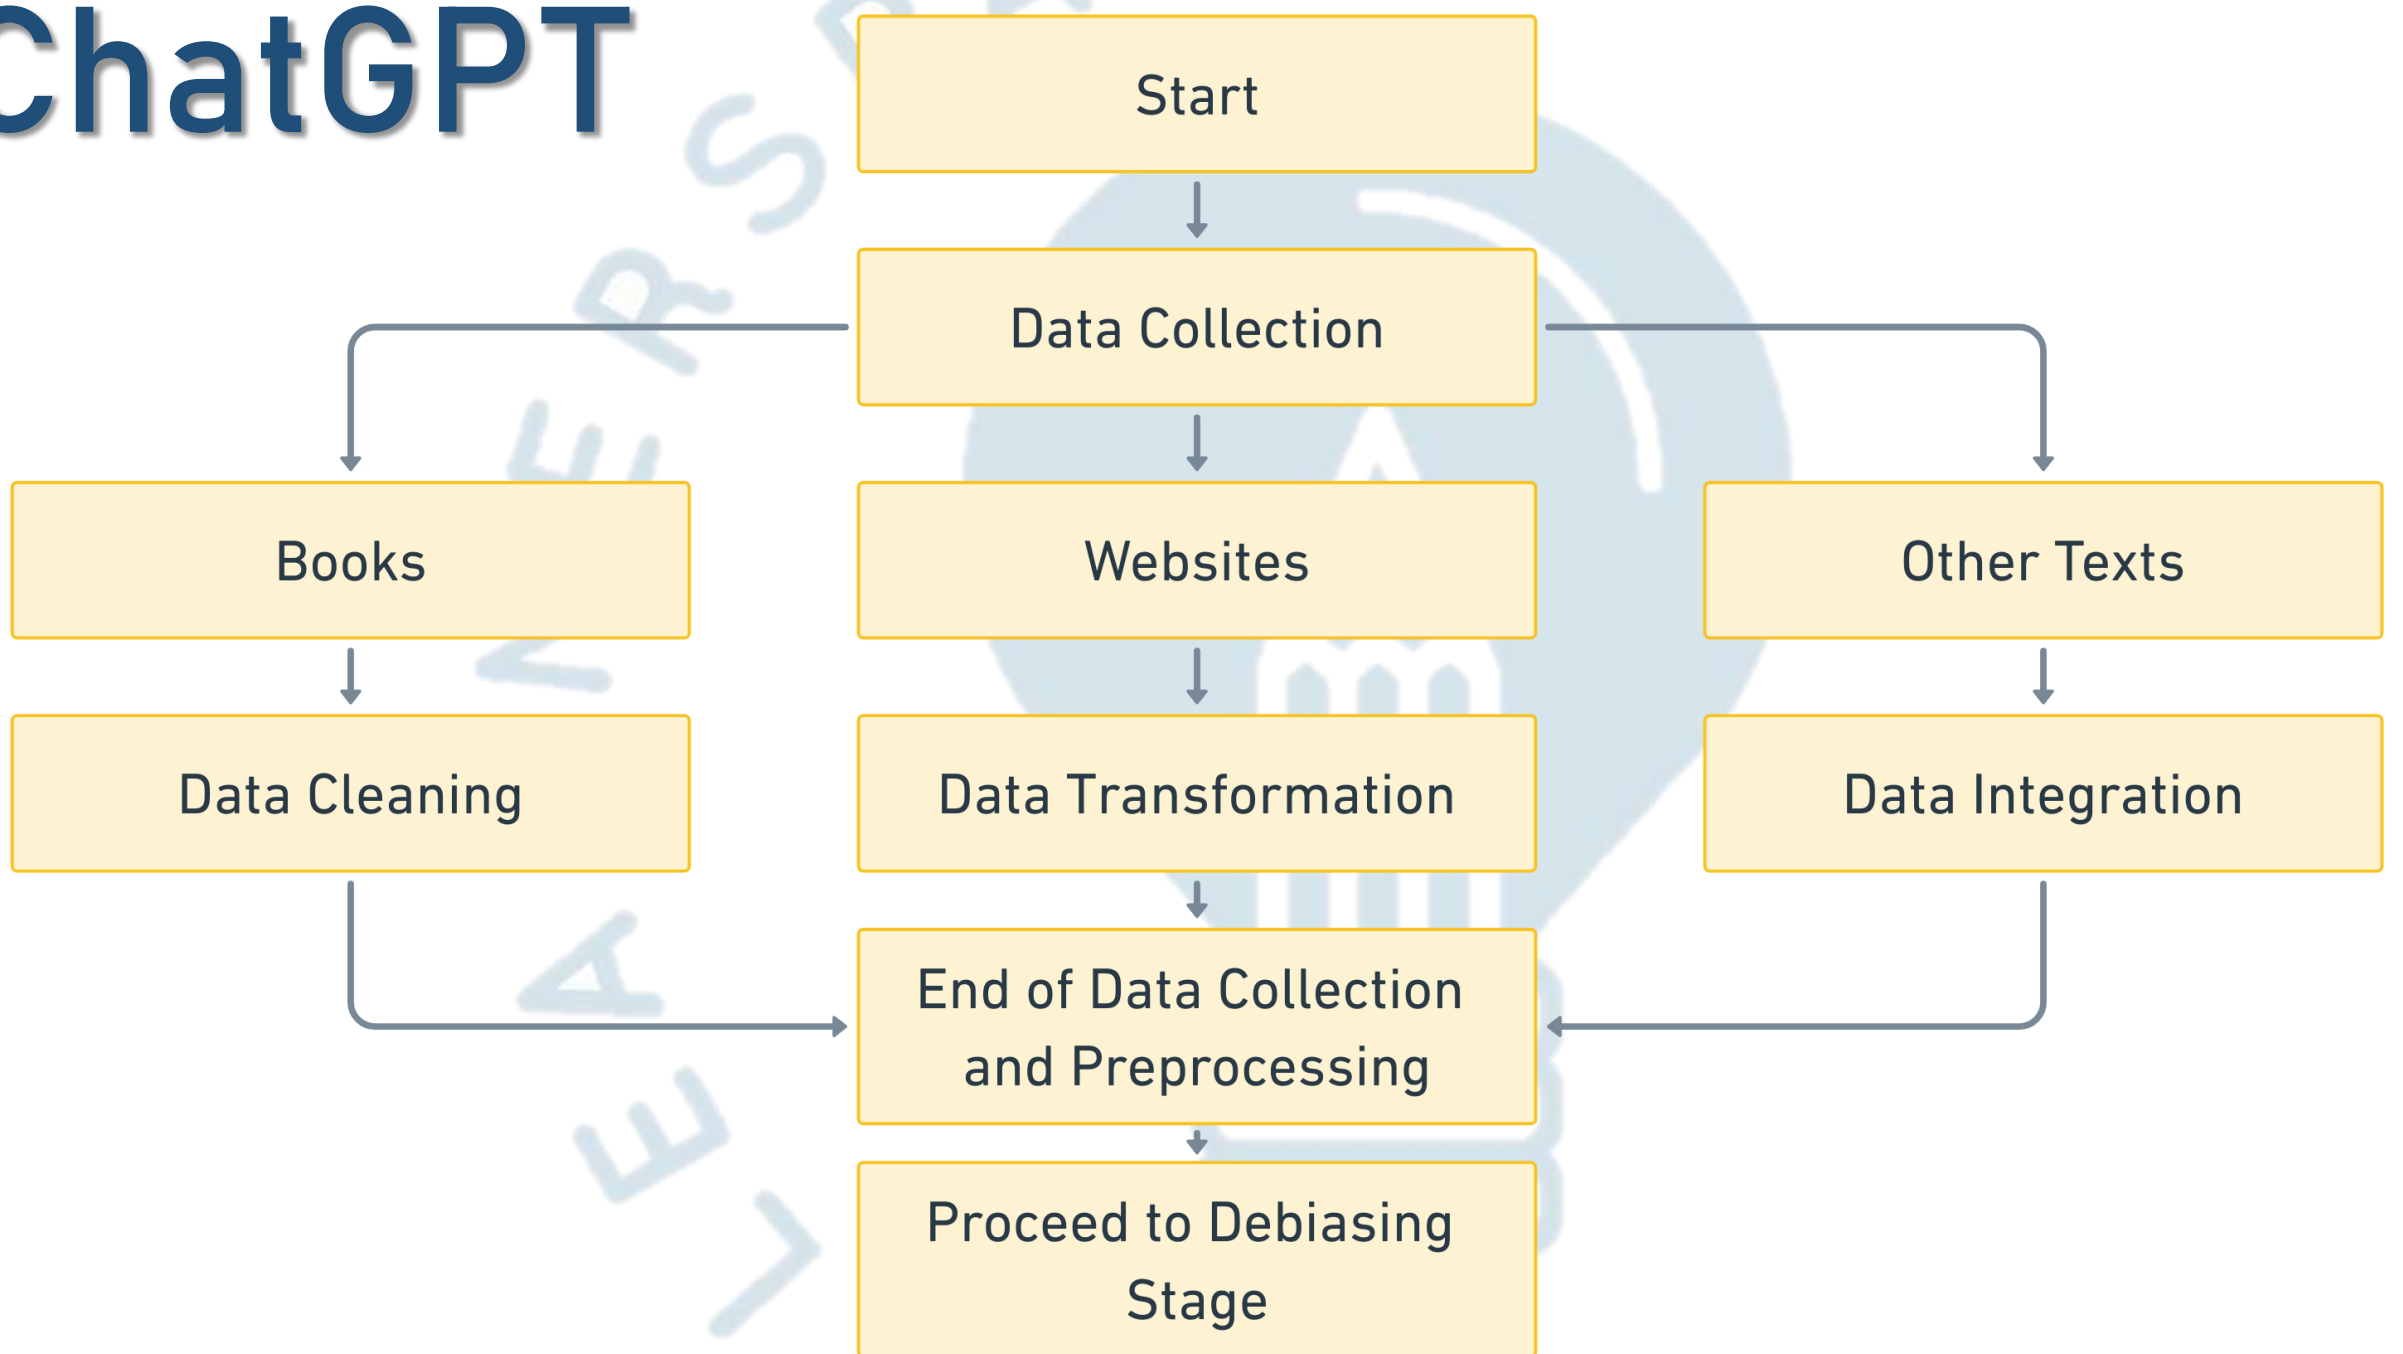 ChatGPT
Start
Data Collection
Books
Websites
Other Texts
Data Cleaning
Data Transformation
Data Integration
End of Data Collection
and Preprocessing
Proceed to Debiasing
Stage